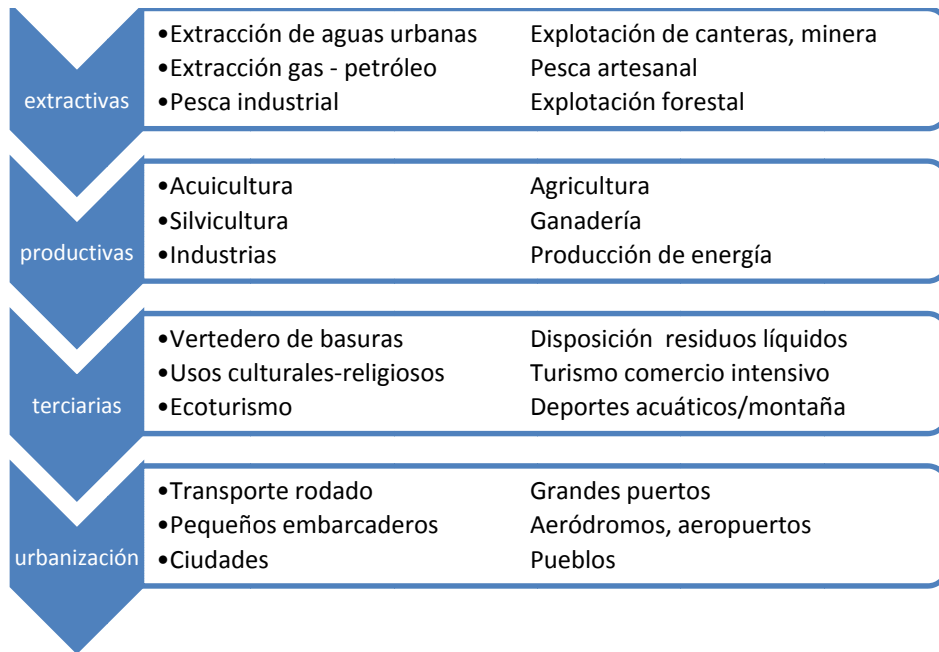 extractivas
•Extracción de aguas urbanas Explotación de canteras, minera
•Extracción gas - petróleo Pesca artesanal
•Pesca industrial Explotación forestal
productivas
•Acuicultura Agricultura
•Silvicultura Ganadería
•Industrias Producción de energía
terciarias
•Vertedero de basuras Disposición residuos líquidos
•Usos culturales-religiosos Turismo comercio intensivo
•Ecoturismo Deportes acuáticos/montaña
urbanización
•Transporte rodado Grandes puertos
•Pequeños embarcaderos Aeródromos, aeropuertos
•Ciudades Pueblos